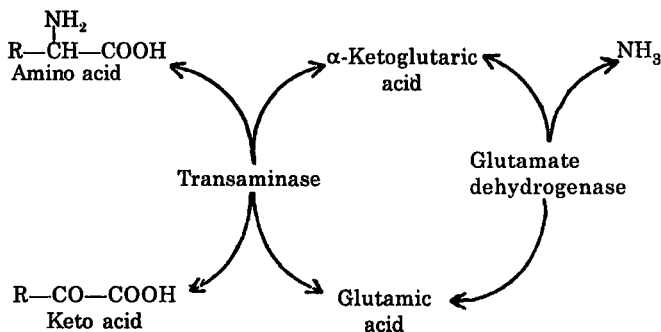 NH₂
R—CH—COOH
Amino acid
α-Ketoglutaric
acid
NH₃
Transaminase
Glutamate
dehydrogenase
R—CO—COOH
Keto acid
Glutamic
acid